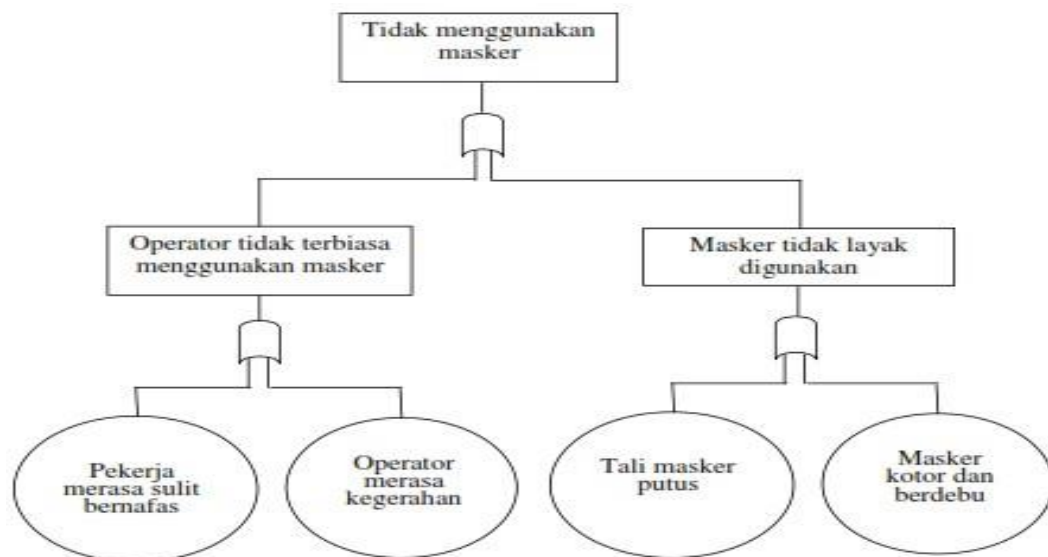 Tidak menggunakan
masker
Operator tidak terbiasa
menggunakan masker
Masker tidak layak
digunakan
Pekerja
merasa sulit
bernafas
Operator
merasa
kegerahan
Tali masker
putus
Masker
kotor dan
berdebu